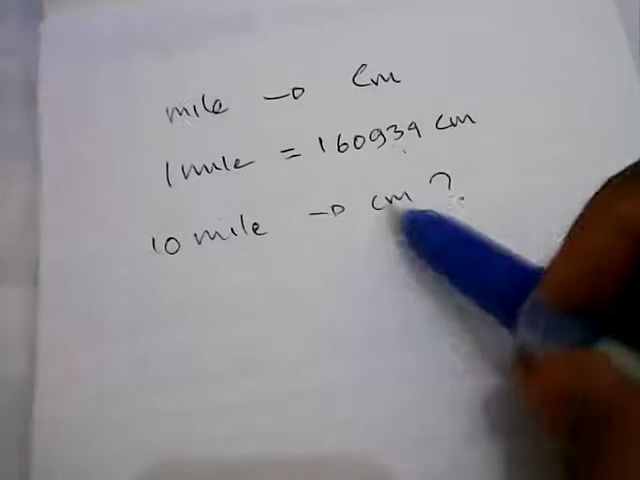 mile → cm
1 mile = 160934 cm
10 mile → cm ?